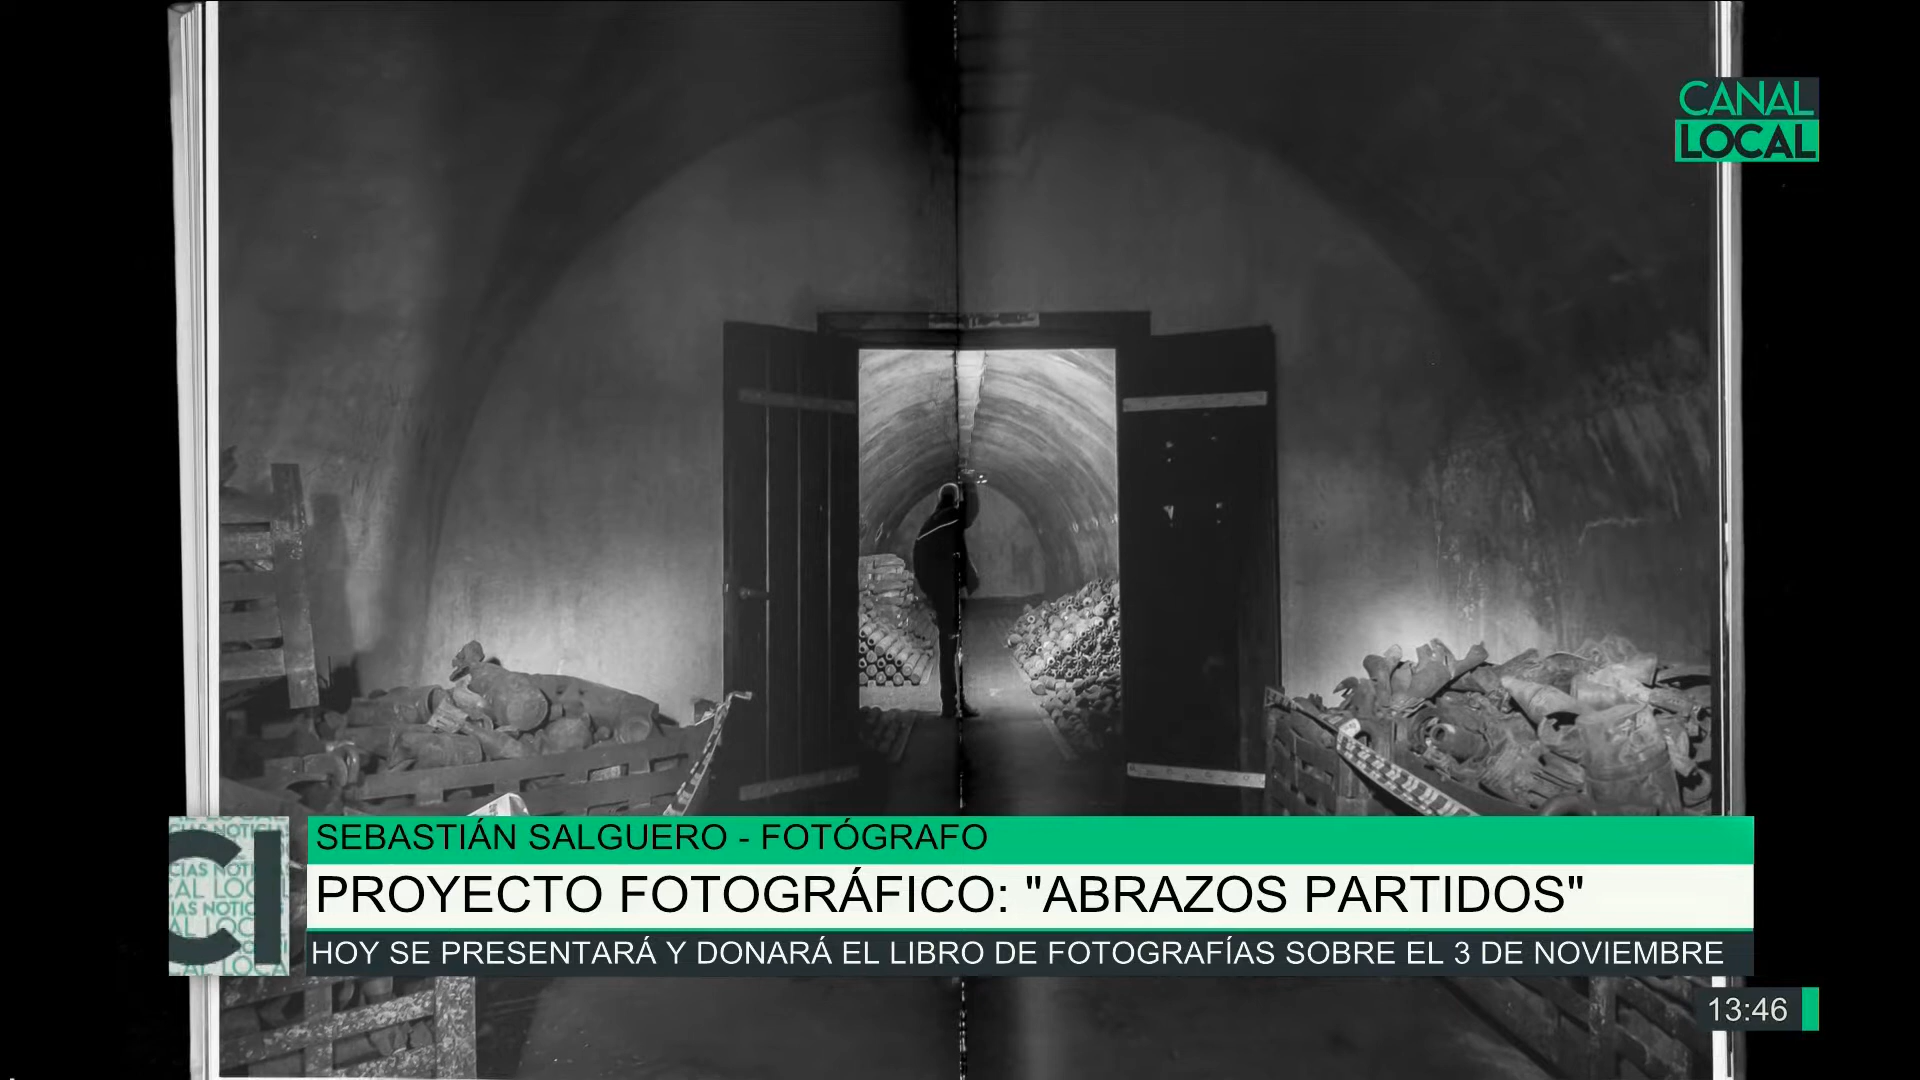 CANAL
LOCAL
SEBASTIÁN SALGUERO - FOTÓGRAFO
PROYECTO FOTOGRÁFICO: "ABRAZOS PARTIDOS"
HOY SE PRESENTARÁ Y DONARÁ EL LIBRO DE FOTOGRAFÍAS SOBRE EL 3 DE NOVIEMBRE
13:46